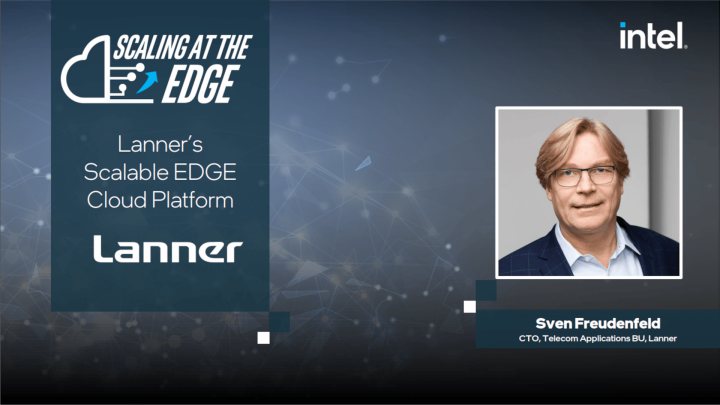 SCALING AT THE
EDGE
Lanner's
Scalable EDGE
Cloud Platform
Lanner
intel.
Sven Freudenfeld
CTO, Telecom Applications BU, Lanner